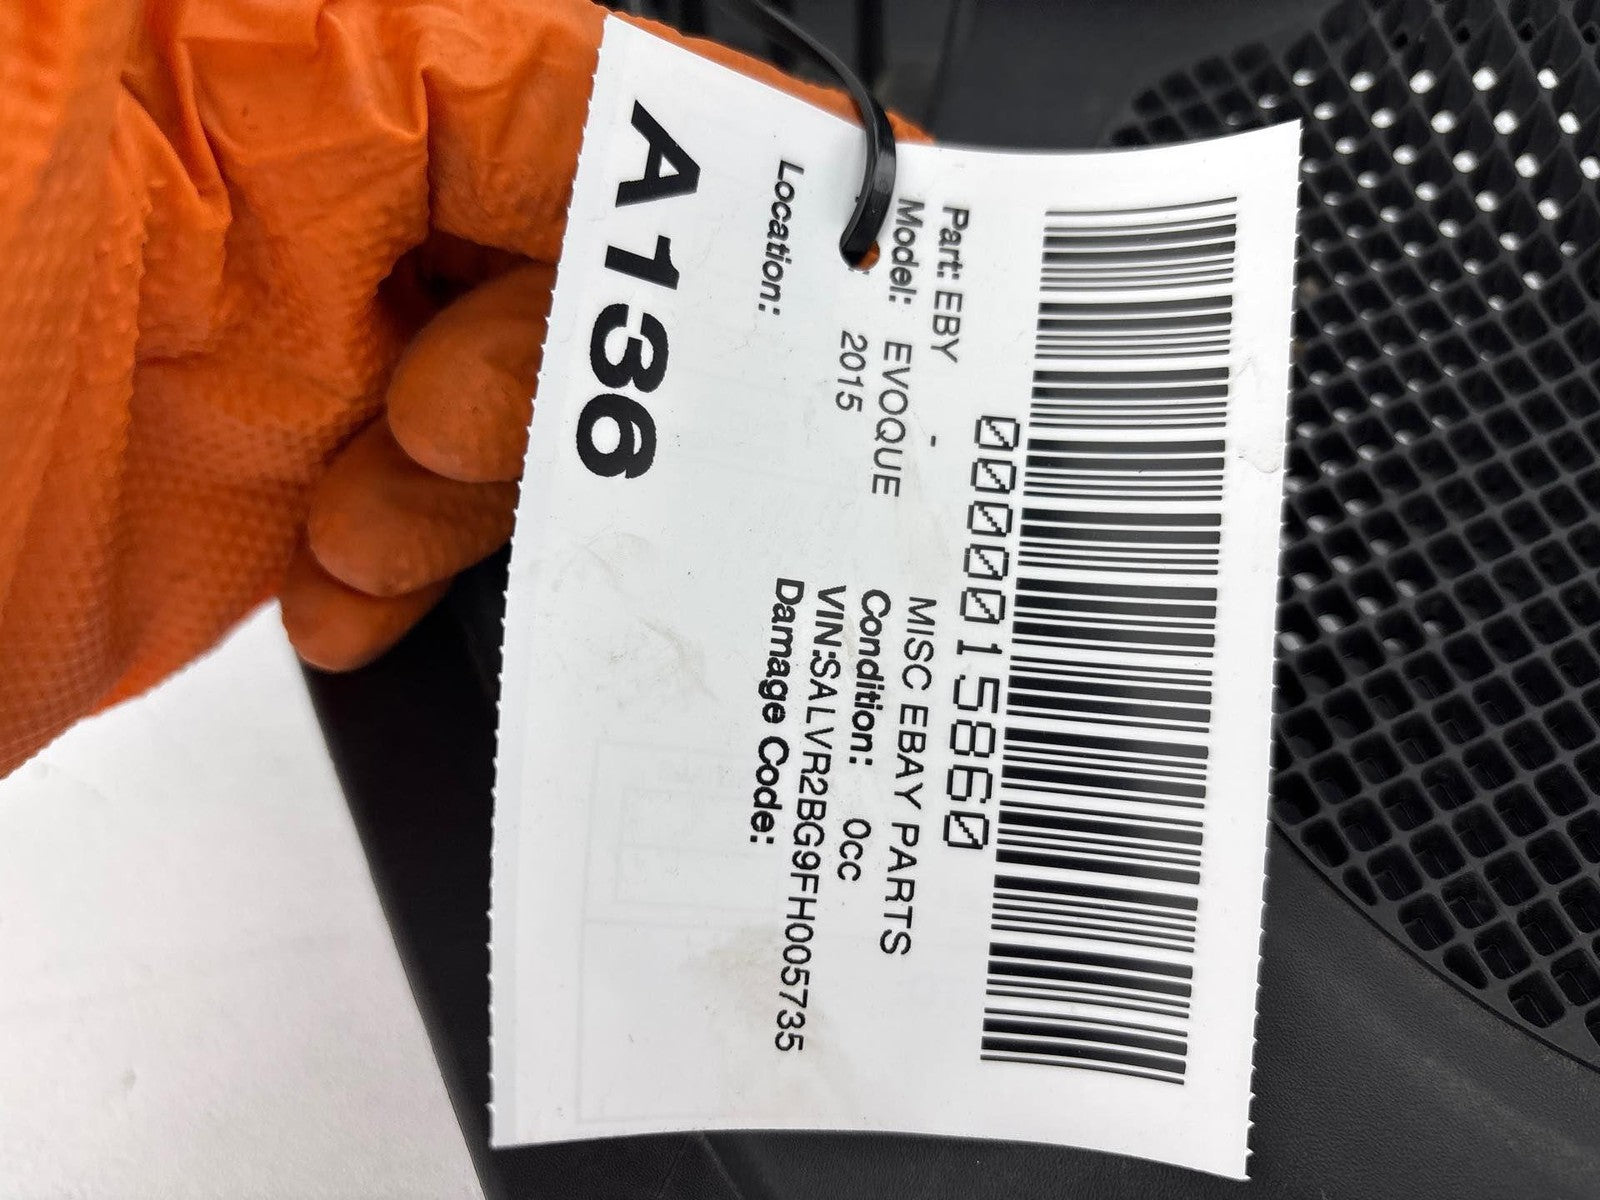 0000015860
Part: EBY - MISC EBAY PARTS
Model: EVOQUE Condition: 0cc
2015 VIN:SALVR2BG9FH005735
Location: Damage Code:
A136